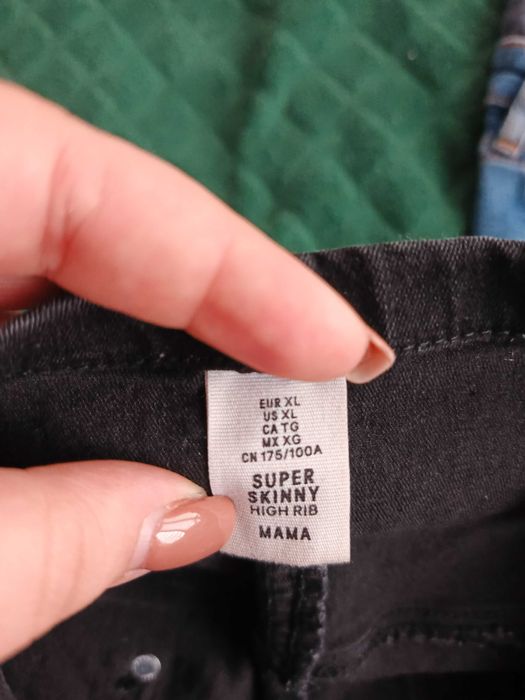 EUR XL
US XL
CA TG
MX XG
CN 175/100A
SUPER
SKINNY
HIGH RIB
MAMA